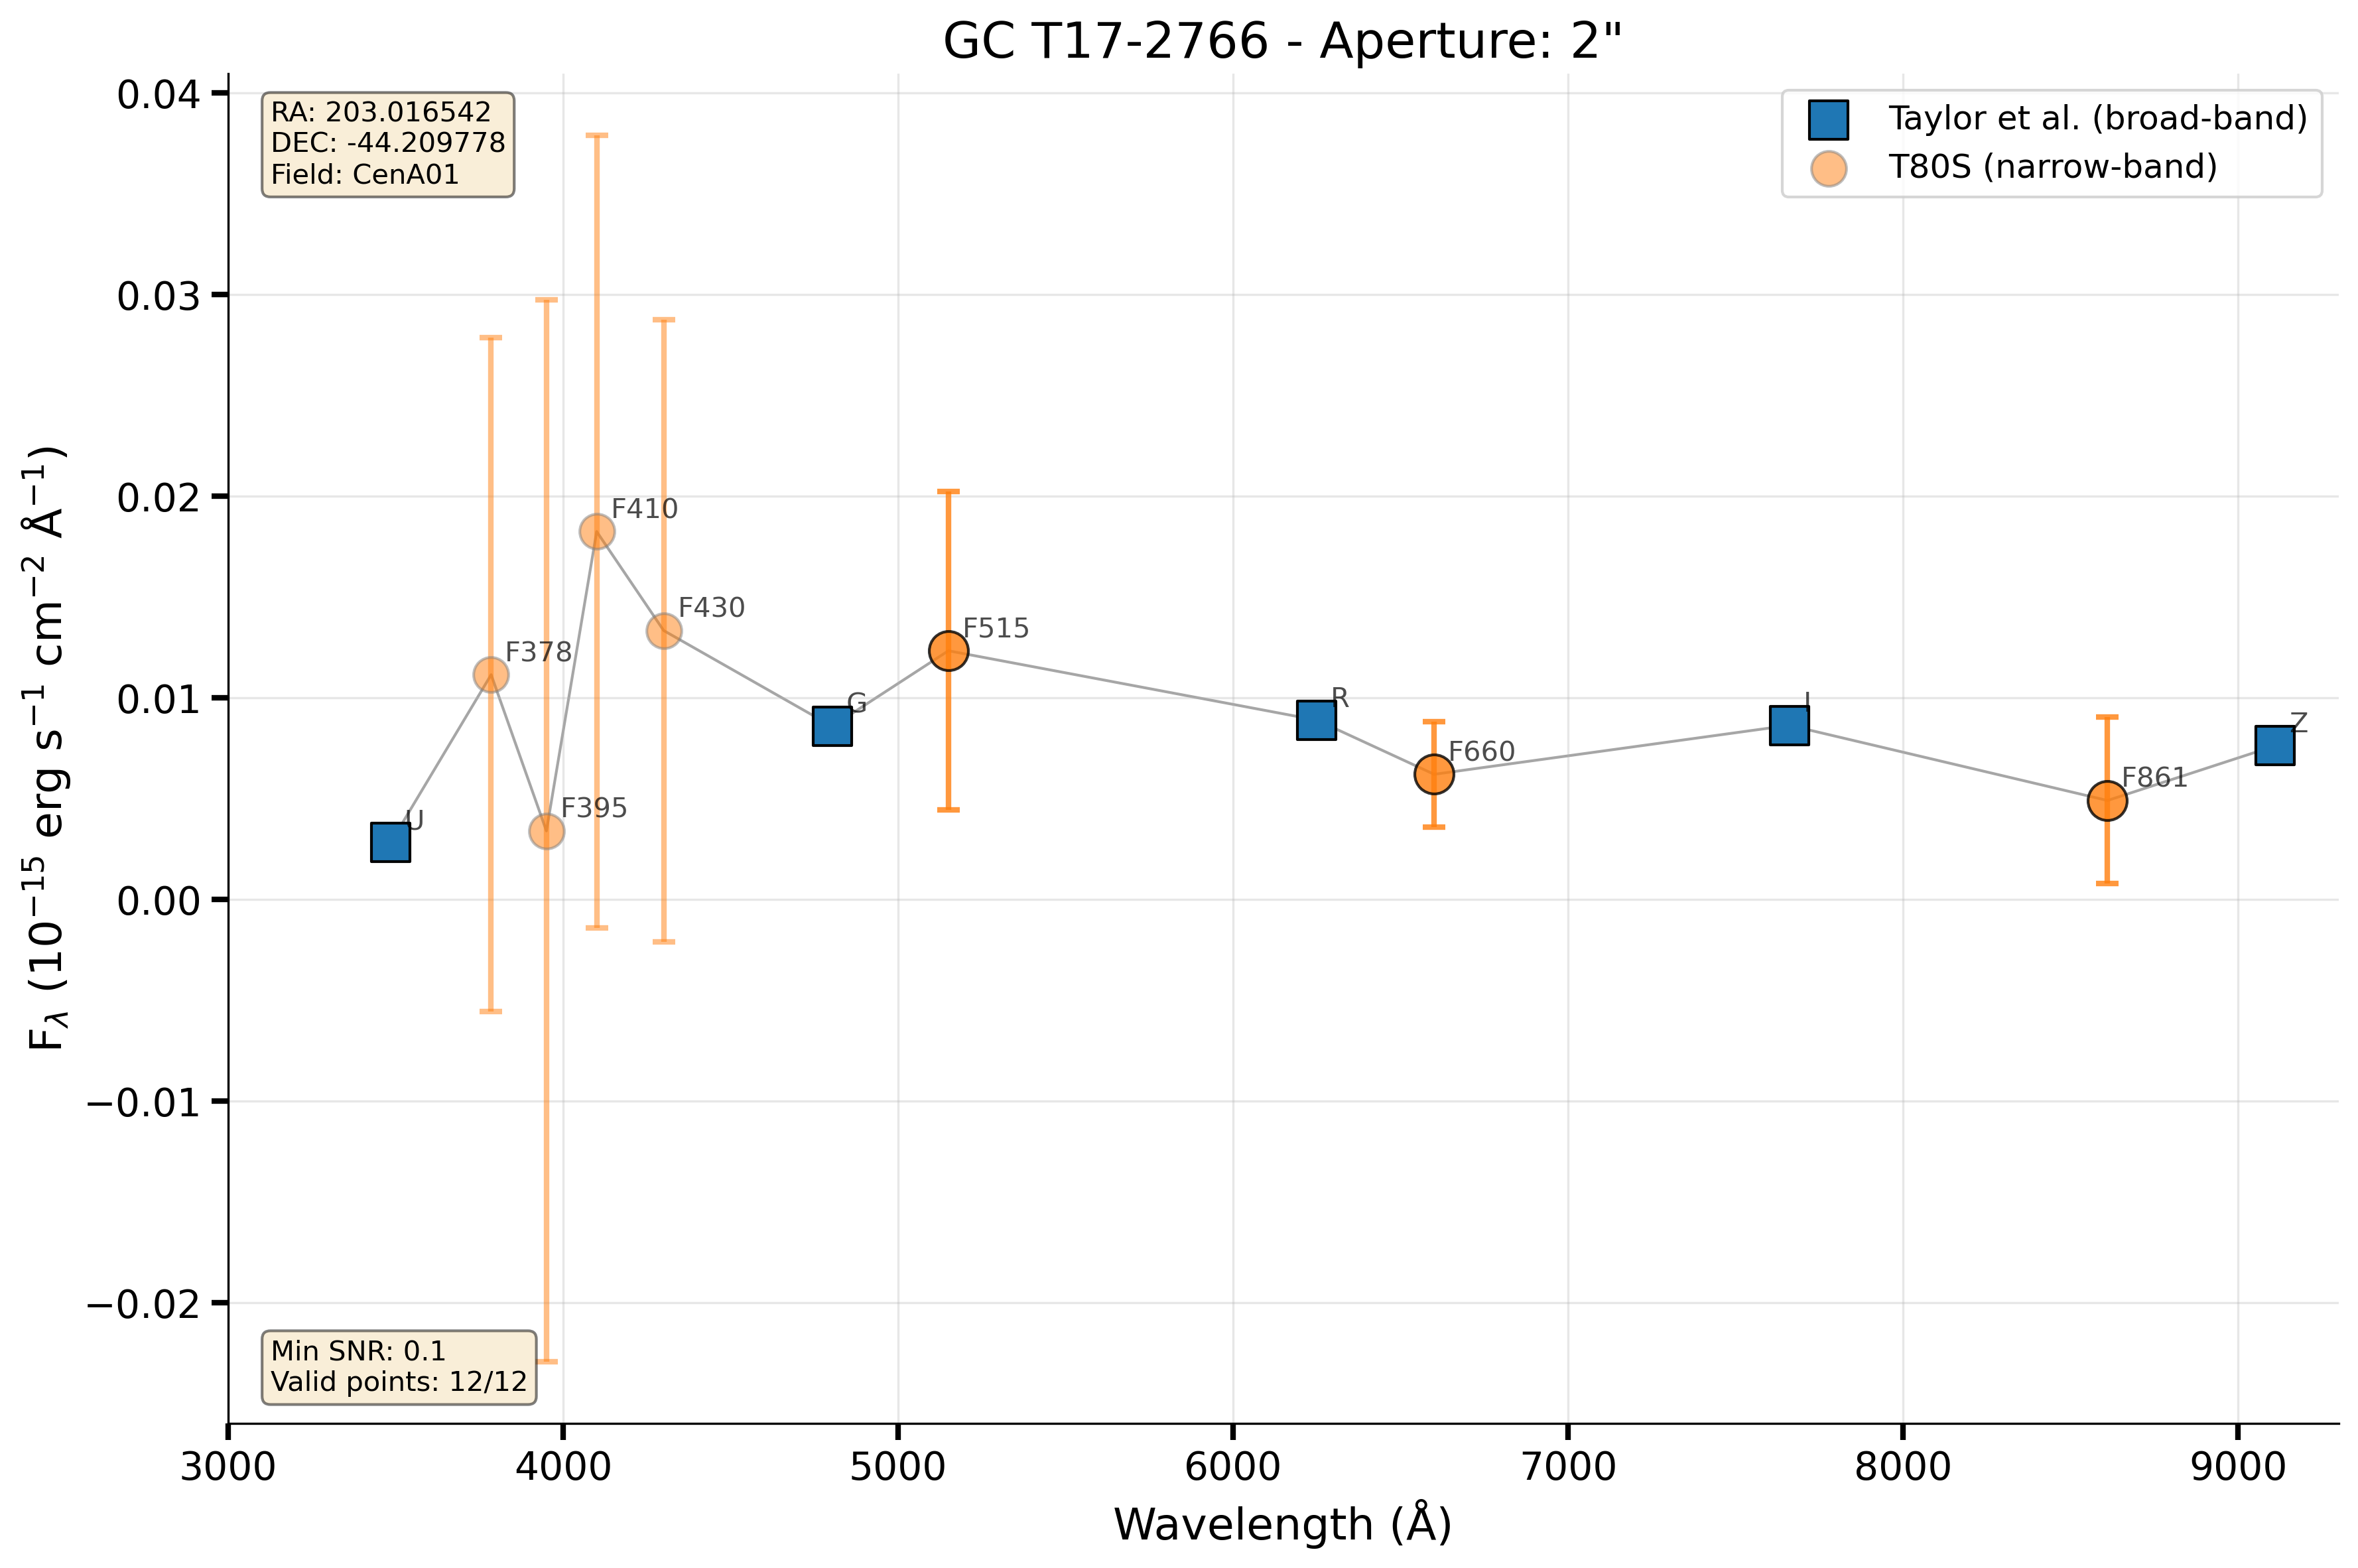 GC T17-2766 - Aperture: 2"
RA: 203.016542
DEC: -44.209778
Field: CenA01
Taylor et al. (broad-band)
T80S (narrow-band)
F$_{\lambda}$ (10$^{-15}$ erg s$^{-1}$ cm$^{-2}$ Å$^{-1}$)
0.04
0.03
0.02
0.01
0.00
−0.01
−0.02
U
F378
F395
F410
F430
G
F515
R
F660
I
F861
Z
Min SNR: 0.1
Valid points: 12/12
3000 4000 5000 6000 7000 8000 9000
Wavelength (Å)